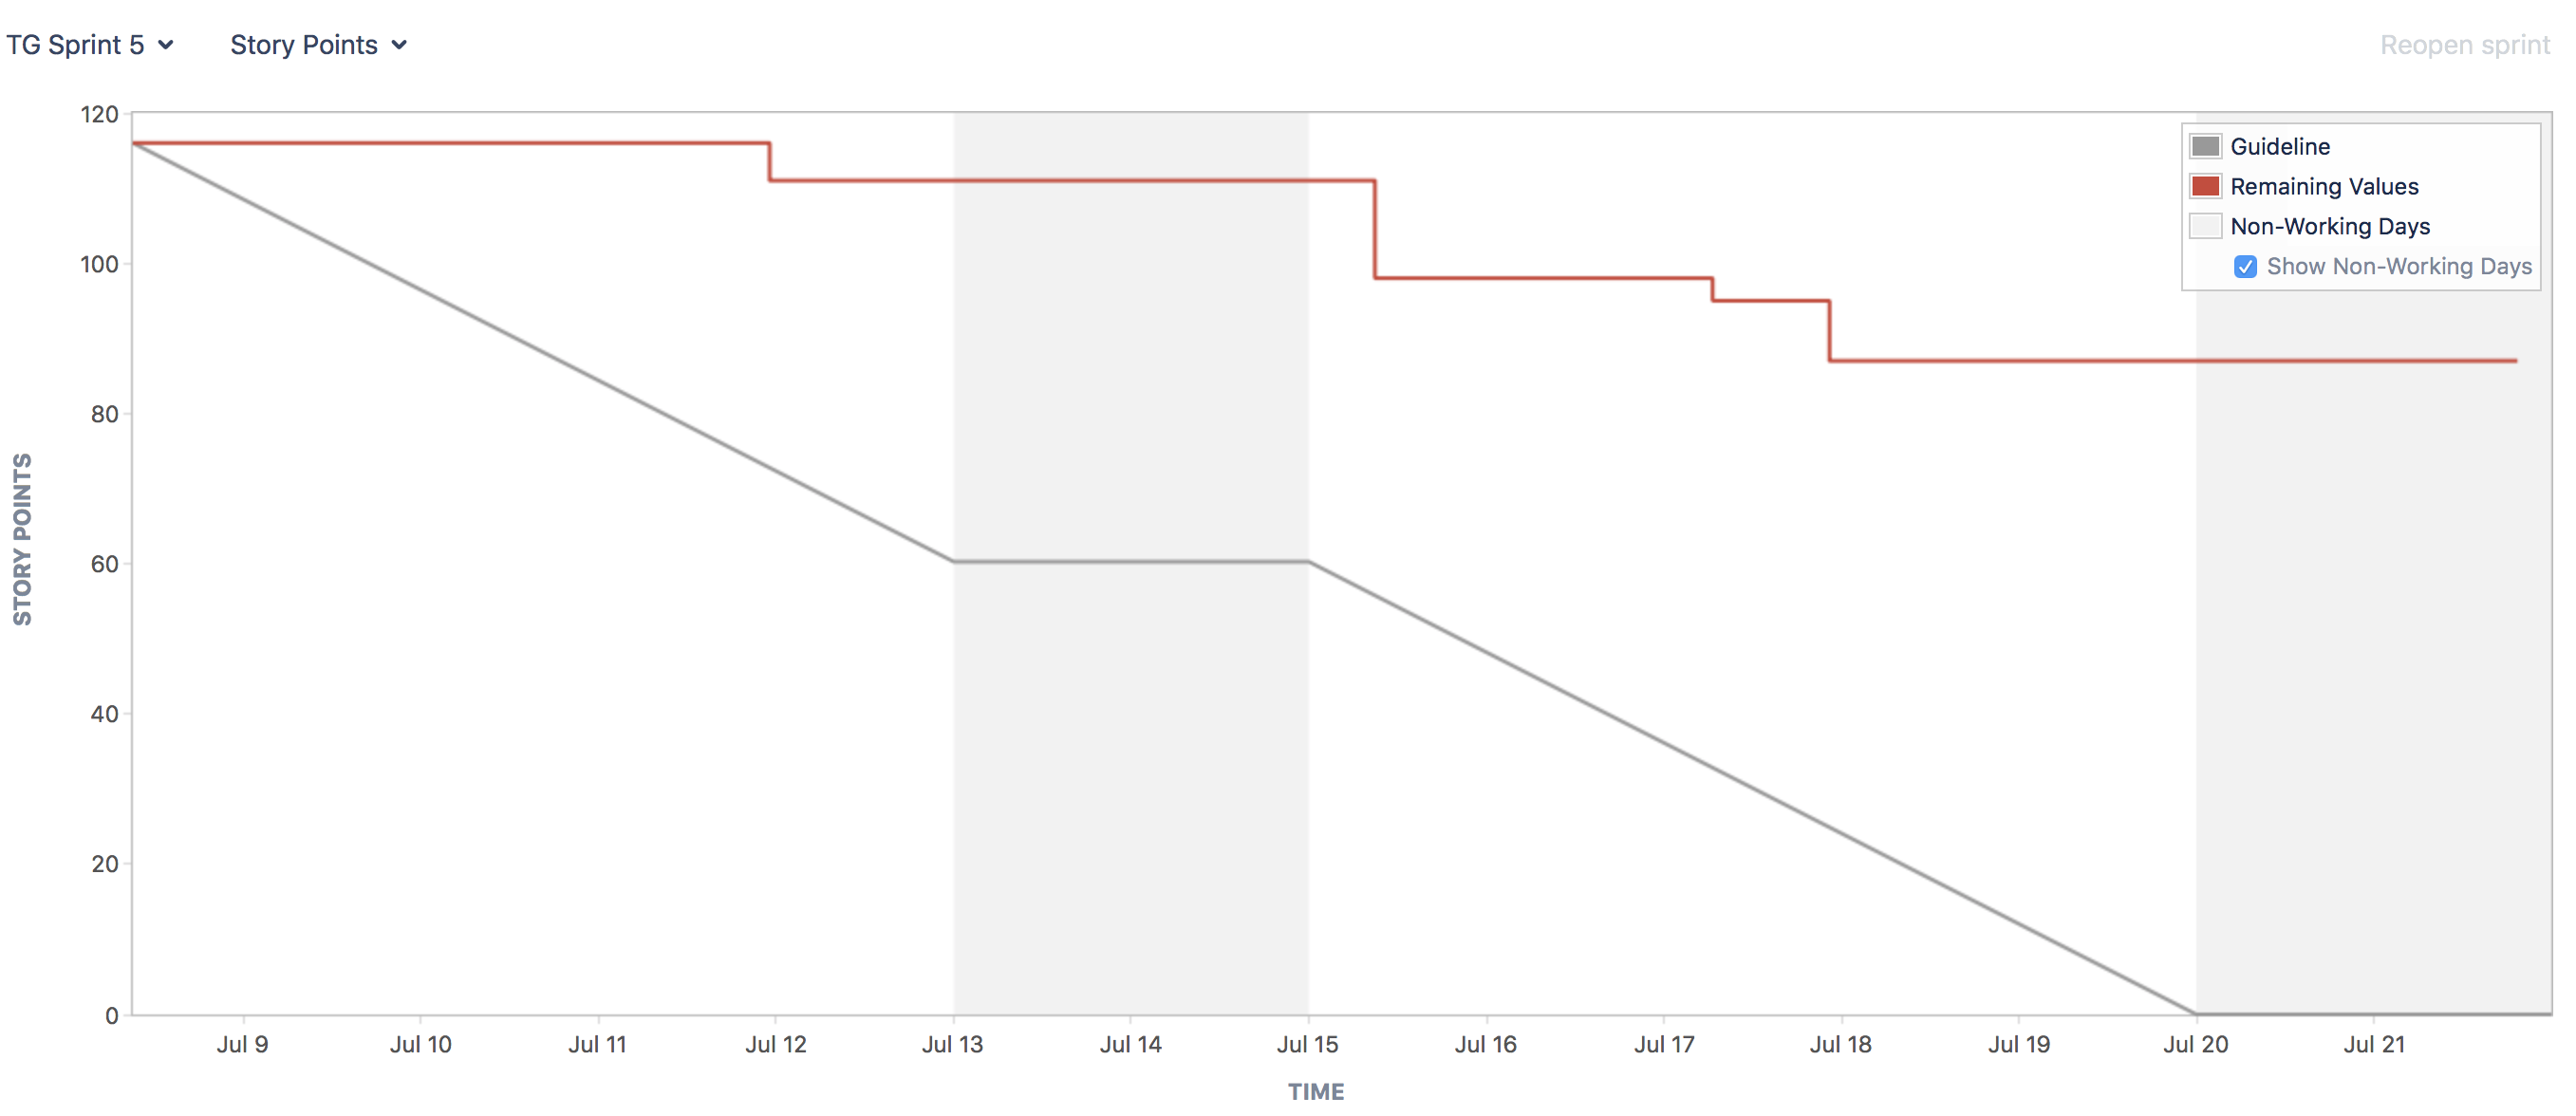 TG Sprint 5 Story Points Reopen sprint
120
100
80
60
40
20
0
STORY POINTS
Guideline
Remaining Values
Non-Working Days
Show Non-Working Days
Jul 9 Jul 10 Jul 11 Jul 12 Jul 13 Jul 14 Jul 15 Jul 16 Jul 17 Jul 18 Jul 19 Jul 20 Jul 21
TIME